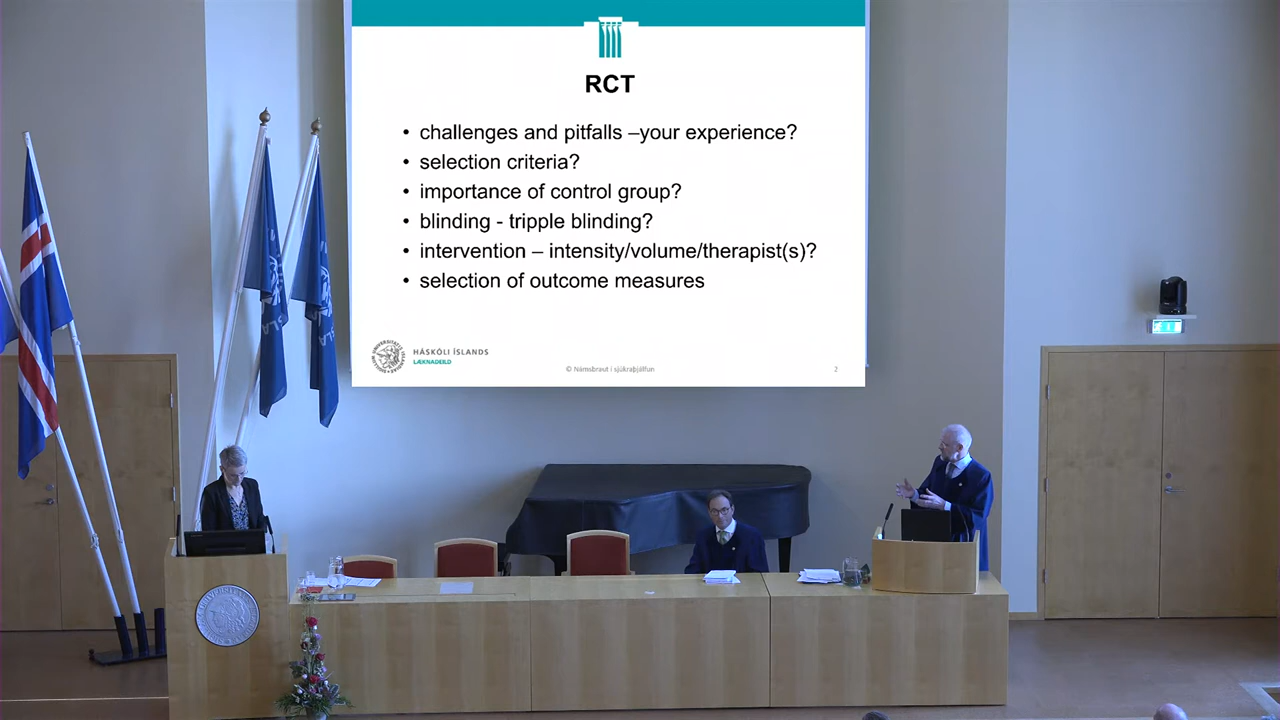 RCT
• challenges and pitfalls –your experience?
• selection criteria?
• importance of control group?
• blinding - tripple blinding?
• intervention – intensity/volume/therapist(s)?
• selection of outcome measures
HÁSKÓLI ÍSLANDS
LÆKNADEILD
© Námsbraut í sjúkraþjálfun
2